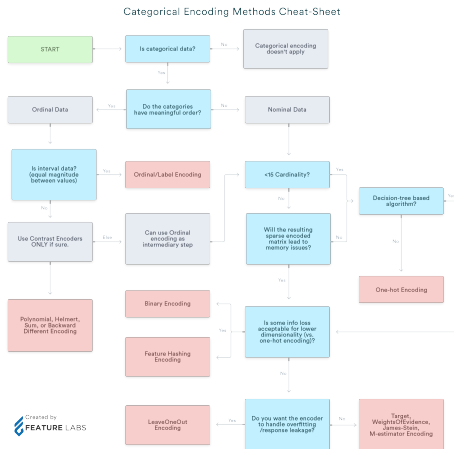 Categorical Encoding Methods Cheat-Sheet
START
Is categorical data?
No
Categorical encoding
doesn't apply
Yes
Ordinal Data
Yes
Do the categories
have meaningful order?
No
Nominal Data
Is interval data?
(equal magnitude
between values)
Yes
Ordinal/Label Encoding
<15 Cardinality?
Yes
Decision-tree based
algorithm?
No
No
Use Contrast Encoders
ONLY if sure.
Else
Can use Ordinal
encoding as
intermediary step
Will the resulting
sparse encoded
matrix lead to
memory issues?
No
No
Yes
One-hot Encoding
Polynomial, Helmert,
Sum, or Backward
Different Encoding
Binary Encoding
Yes
Is some info loss
acceptable for lower
dimensionality (vs.
one-hot encoding)?
Feature Hashing
Encoding
Yes
No
Created by
FEATURE LABS
LeaveOneOut
Encoding
Yes
Do you want the encoder
to handle overfitting
/response leakage?
No
Target,
WeightsOfEvidence,
James-Stein,
M-estimator Encoding